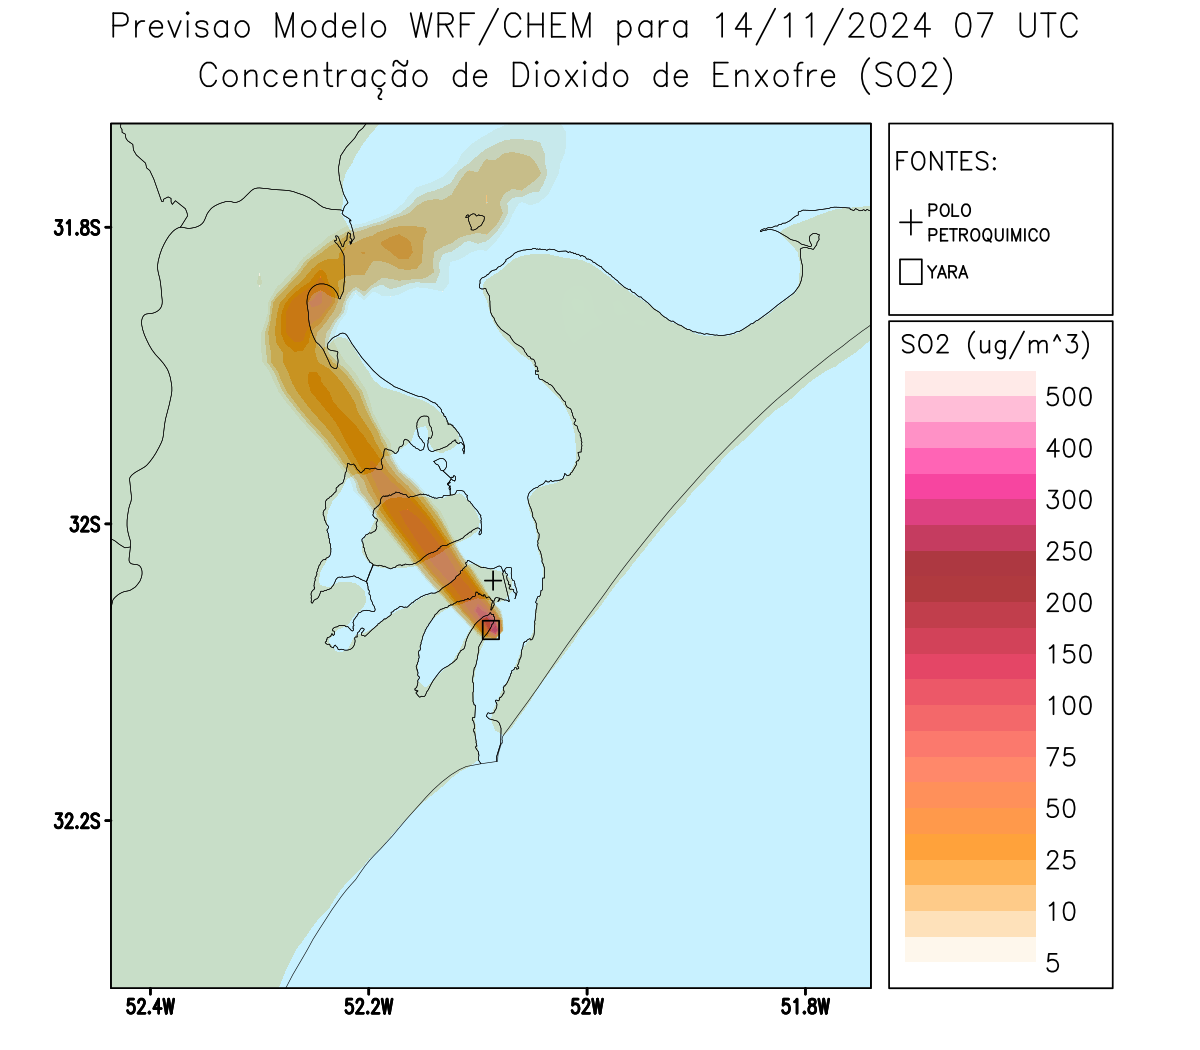 Previsao Modelo WRF/CHEM para 14/11/2024 07 UTC
Concentração de Dioxido de Enxofre (SO2)
FONTES:
POLO
PETROQUIMICO
YARA
SO2 (ug/m^3)
500
400
300
250
200
150
100
75
50
25
10
5
31.8S
32S
32.2S
52.4W
52.2W
52W
51.8W